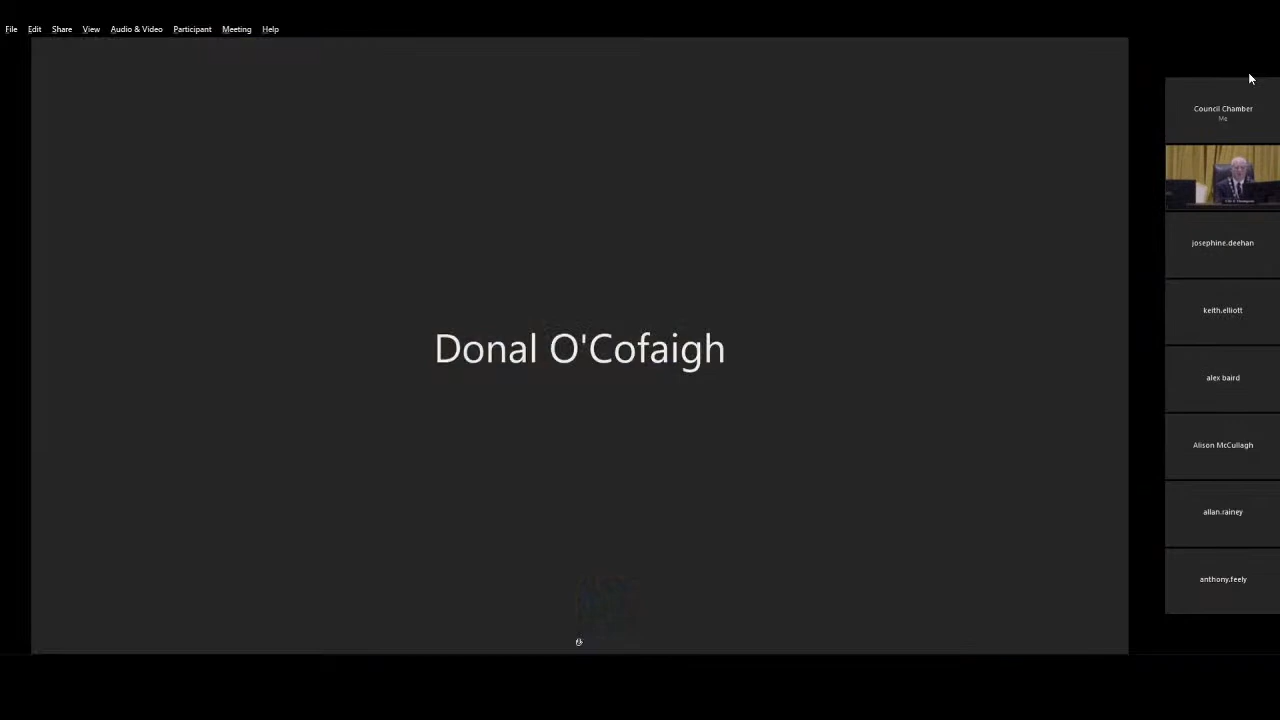 File Edit Share View Audio & Video Participant Meeting Help
Donal O'Cofaigh
Council Chamber
Me
josephine.deehan
keith.elliott
alex baird
Alison McCullagh
allan.rainey
anthony.feely